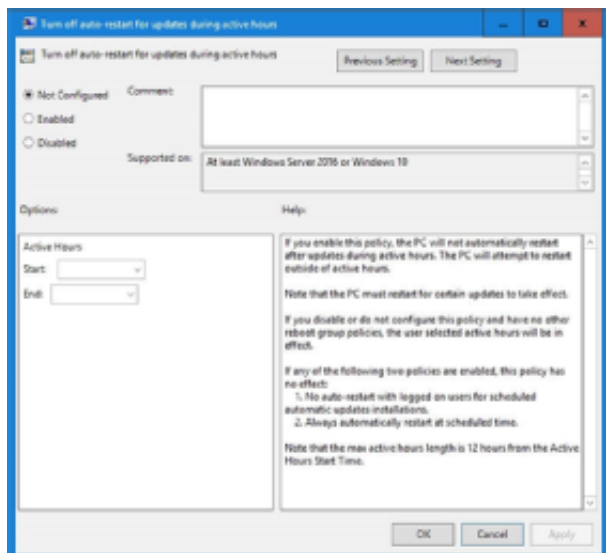 Turn off auto-restart for updates during active hours
Turn off auto-restart for updates during active hours
Previous Setting
Next Setting
Not Configured
Comment:
Enabled
Disabled
Supported on:
At least Windows Server 2016 or Windows 10
Options:
Help:
Active Hours
Start:
End:
If you enable this policy, the PC will not automatically restart
after updates during active hours. The PC will attempt to restart
outside of active hours.
Note that the PC must restart for certain updates to take effect.
If you disable or do not configure this policy and have no other
reboot group policies, the user selected active hours will be in
effect.
If any of the following two policies are enabled, this policy has
no effect:
1. No auto-restart with logged on users for scheduled
automatic updates installations.
2. Always automatically restart at scheduled time.
Note that the max active hours length is 12 hours from the Active
Hours Start Time.
OK
Cancel
Apply